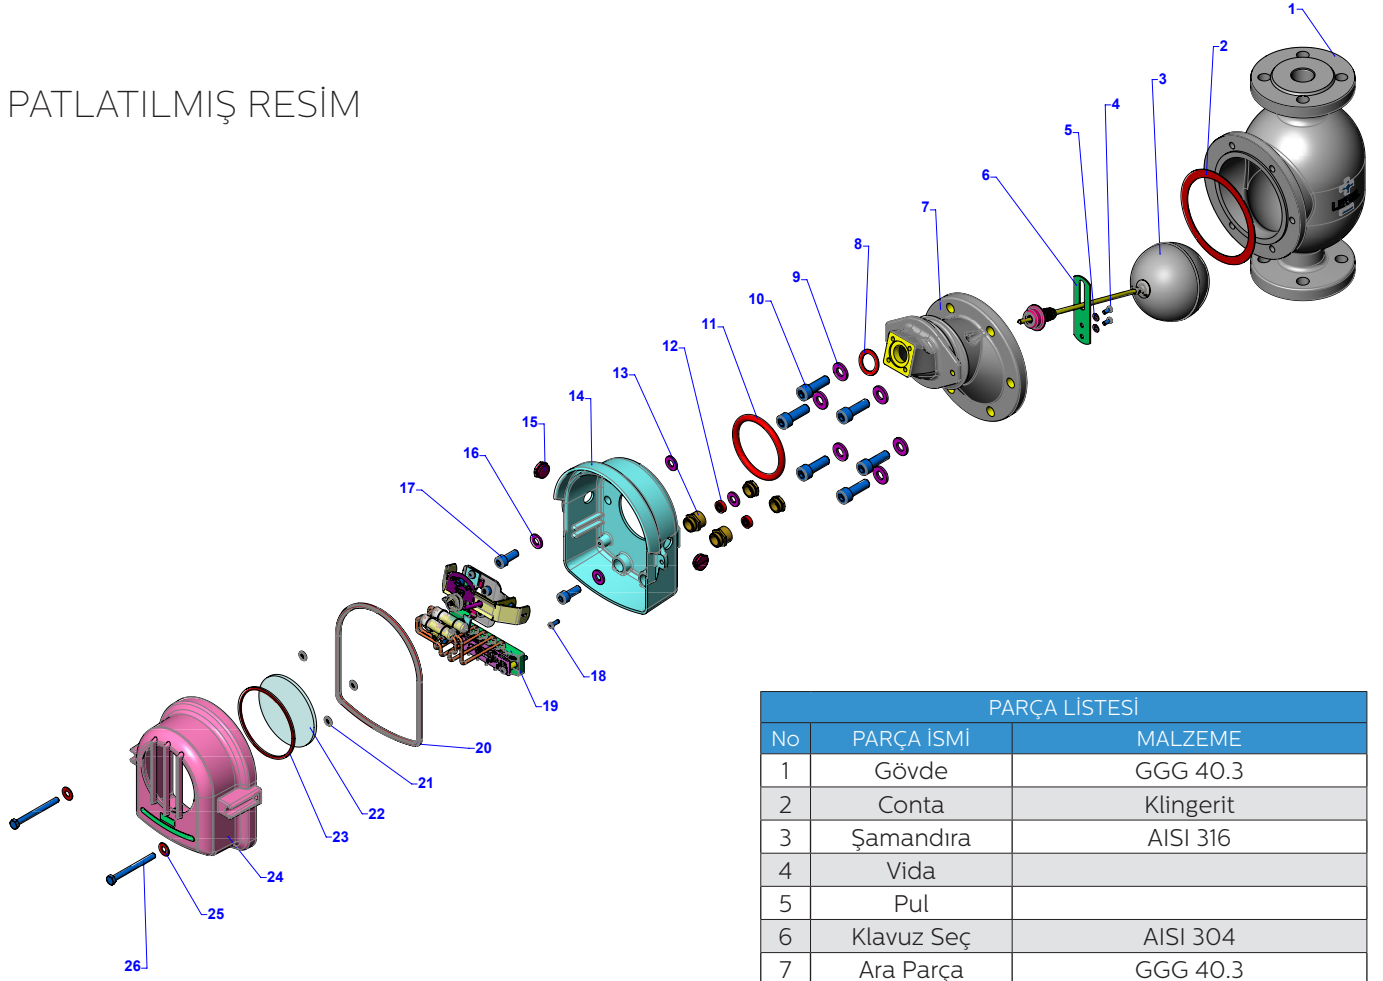 PATLATILMIŞ RESİM
1
2
3
4
5
6
7
8
9
10
11
12
13
14
15
16
17
18
19
20
21
22
23
24
25
26
PARÇA LİSTESİ
No PARÇA İSMİ MALZEME
1 Gövde GGG 40.3
2 Conta Klingerit
3 Şamandıra AISI 316
4 Vida
5 Pul
6 Klavuz Seç AISI 304
7 Ara Parça GGG 40.3